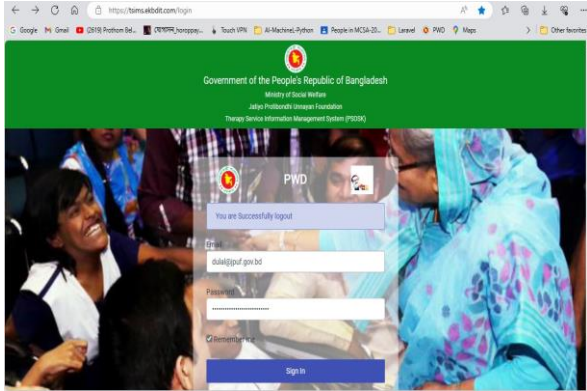 https://tsims.ekbdit.com/login
Google Gmail (2619) Prothom Bel... Touch VPN AI-MachineL-Python People in MCSA-20... Laravel PWD Maps Other favorites
Government of the People's Republic of Bangladesh
Ministry of Social Welfare
Jatiyo Protibondhi Unnayan Foundation
Therapy Service Information Management System (PSOSK)
PWD
You are Successfully logout
Email
dulal@jpuf.gov.bd
Password
Remember me
Sign In